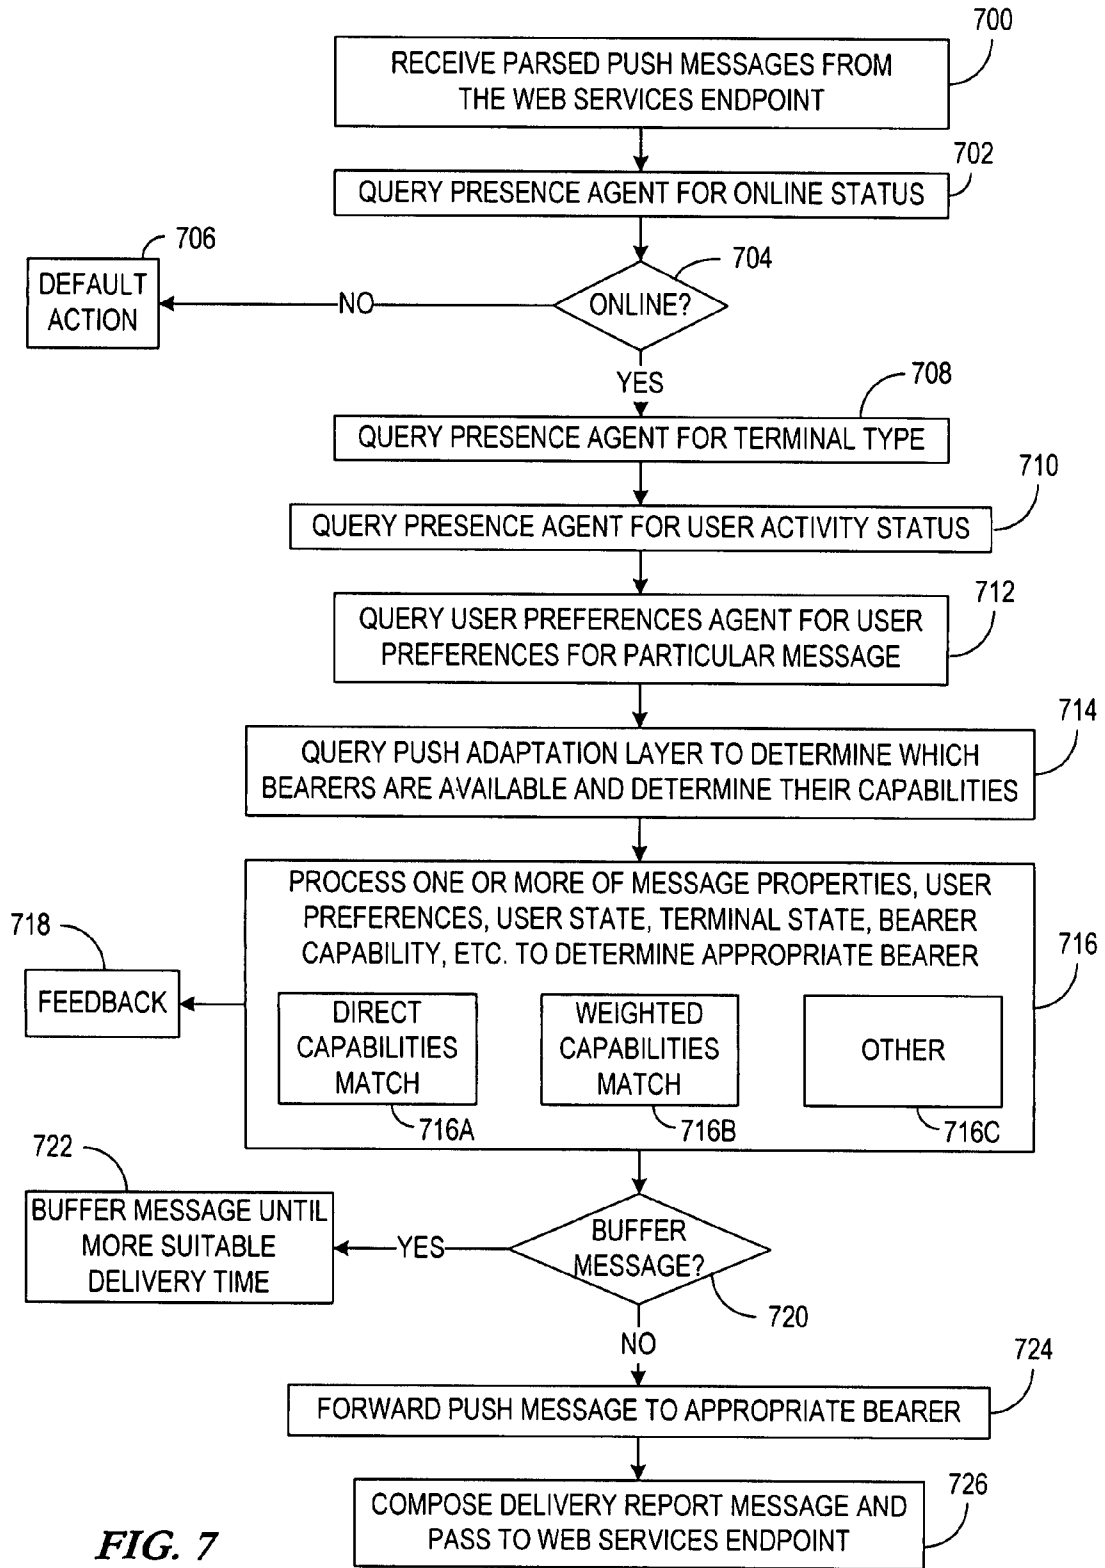 700
RECEIVE PARSED PUSH MESSAGES FROM
THE WEB SERVICES ENDPOINT
702
QUERY PRESENCE AGENT FOR ONLINE STATUS
706
704
DEFAULT
ACTION
NO
ONLINE?
YES
708
QUERY PRESENCE AGENT FOR TERMINAL TYPE
710
QUERY PRESENCE AGENT FOR USER ACTIVITY STATUS
712
QUERY USER PREFERENCES AGENT FOR USER
PREFERENCES FOR PARTICULAR MESSAGE
714
QUERY PUSH ADAPTATION LAYER TO DETERMINE WHICH
BEARERS ARE AVAILABLE AND DETERMINE THEIR CAPABILITIES
PROCESS ONE OR MORE OF MESSAGE PROPERTIES, USER
PREFERENCES, USER STATE, TERMINAL STATE, BEARER
CAPABILITY, ETC. TO DETERMINE APPROPRIATE BEARER
716
718
FEEDBACK
DIRECT
CAPABILITIES
MATCH
716A
WEIGHTED
CAPABILITIES
MATCH
716B
OTHER
716C
722
BUFFER MESSAGE UNTIL
MORE SUITABLE
DELIVERY TIME
YES
BUFFER
MESSAGE?
720
NO
724
FORWARD PUSH MESSAGE TO APPROPRIATE BEARER
726
COMPOSE DELIVERY REPORT MESSAGE AND
PASS TO WEB SERVICES ENDPOINT
FIG. 7